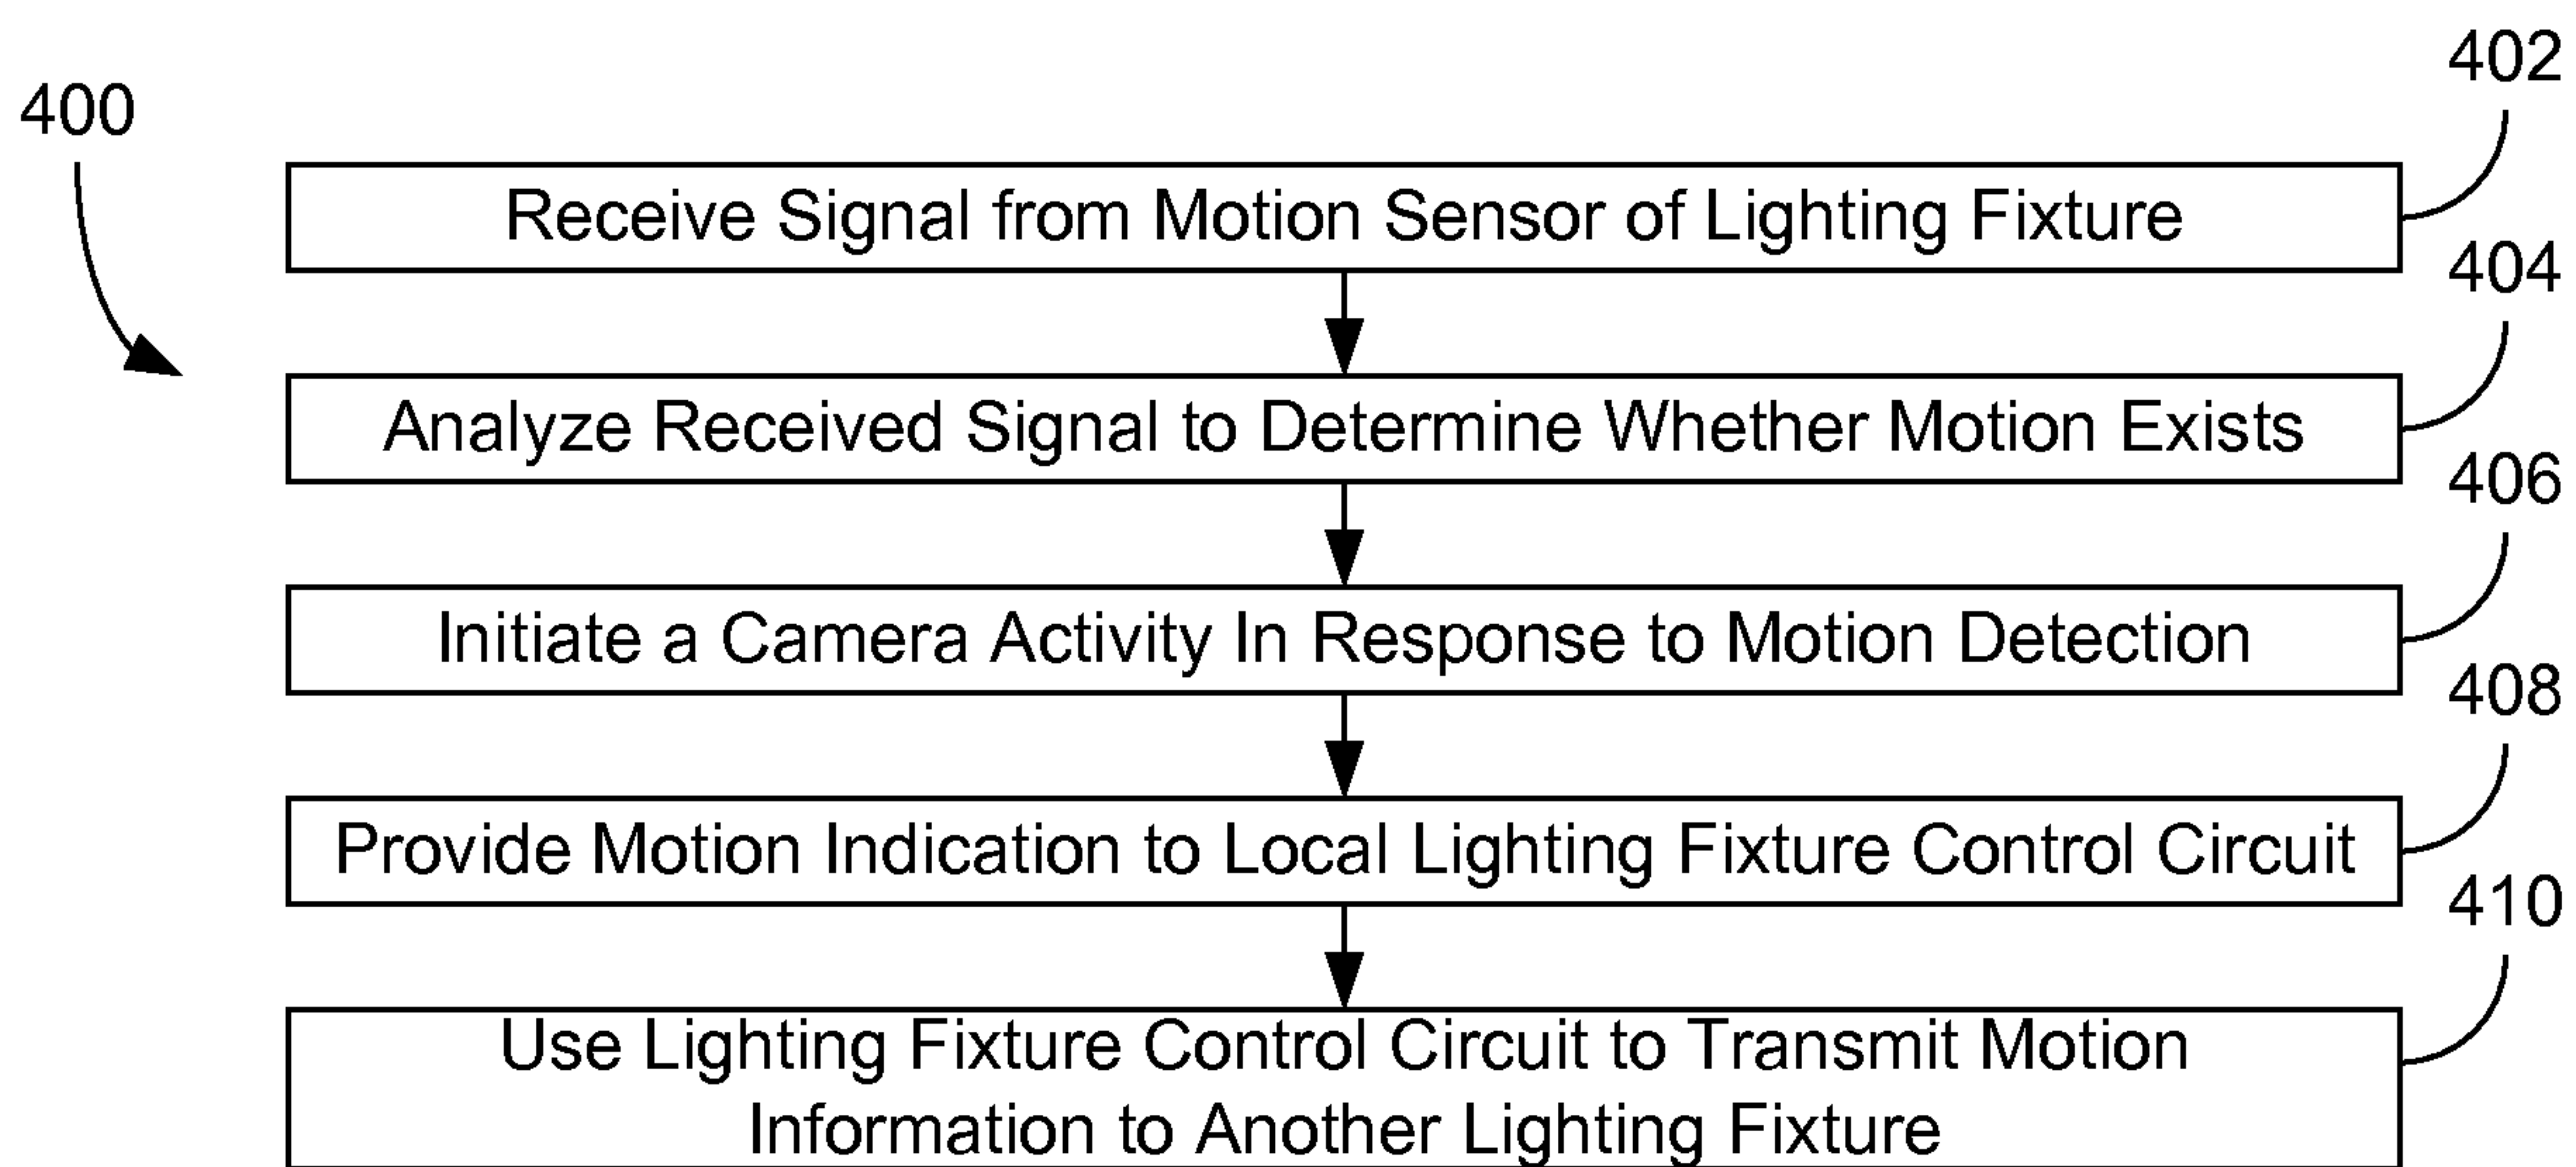 400
402
Receive Signal from Motion Sensor of Lighting Fixture
404
Analyze Received Signal to Determine Whether Motion Exists
406
Initiate a Camera Activity In Response to Motion Detection
408
Provide Motion Indication to Local Lighting Fixture Control Circuit
410
Use Lighting Fixture Control Circuit to Transmit Motion
Information to Another Lighting Fixture